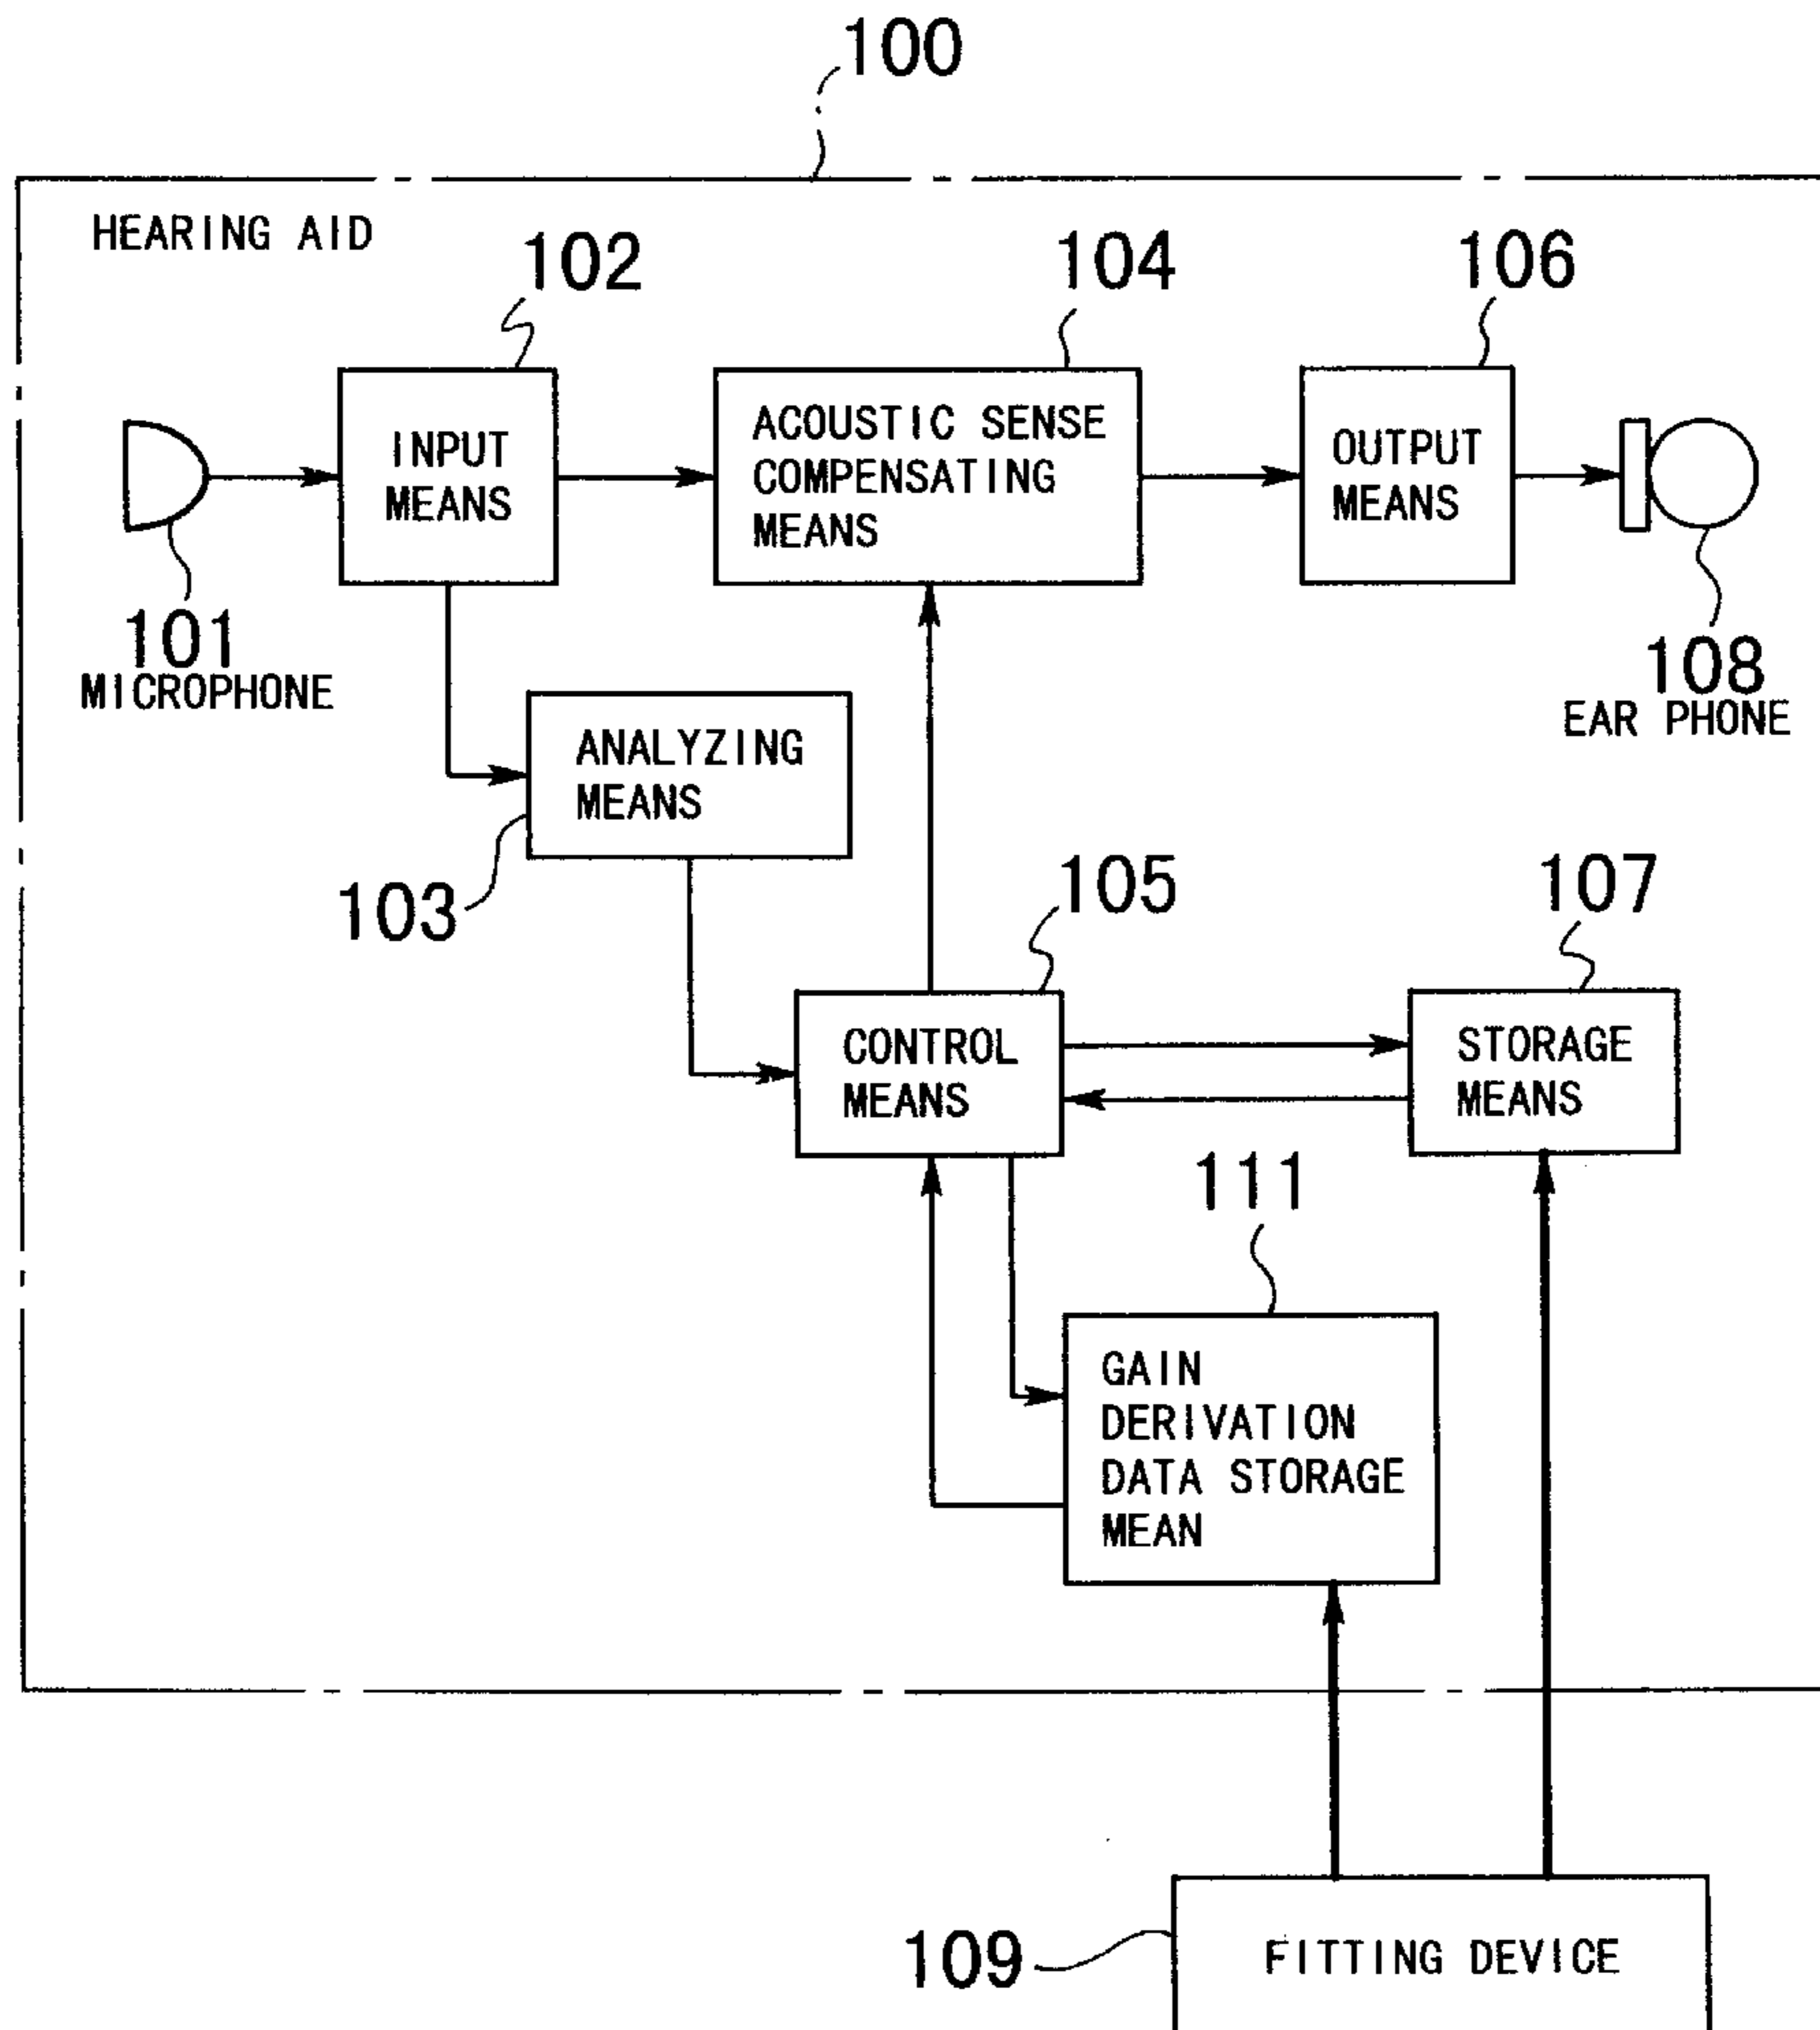 100
HEARING AID
102
104
106
INPUT
MEANS
ACOUSTIC SENSE
COMPENSATING
MEANS
OUTPUT
MEANS
101
MICROPHONE
108
EAR PHONE
ANALYZING
MEANS
103
105
107
CONTROL
MEANS
STORAGE
MEANS
111
GAIN
DERIVATION
DATA STORAGE
MEAN
109
FITTING DEVICE